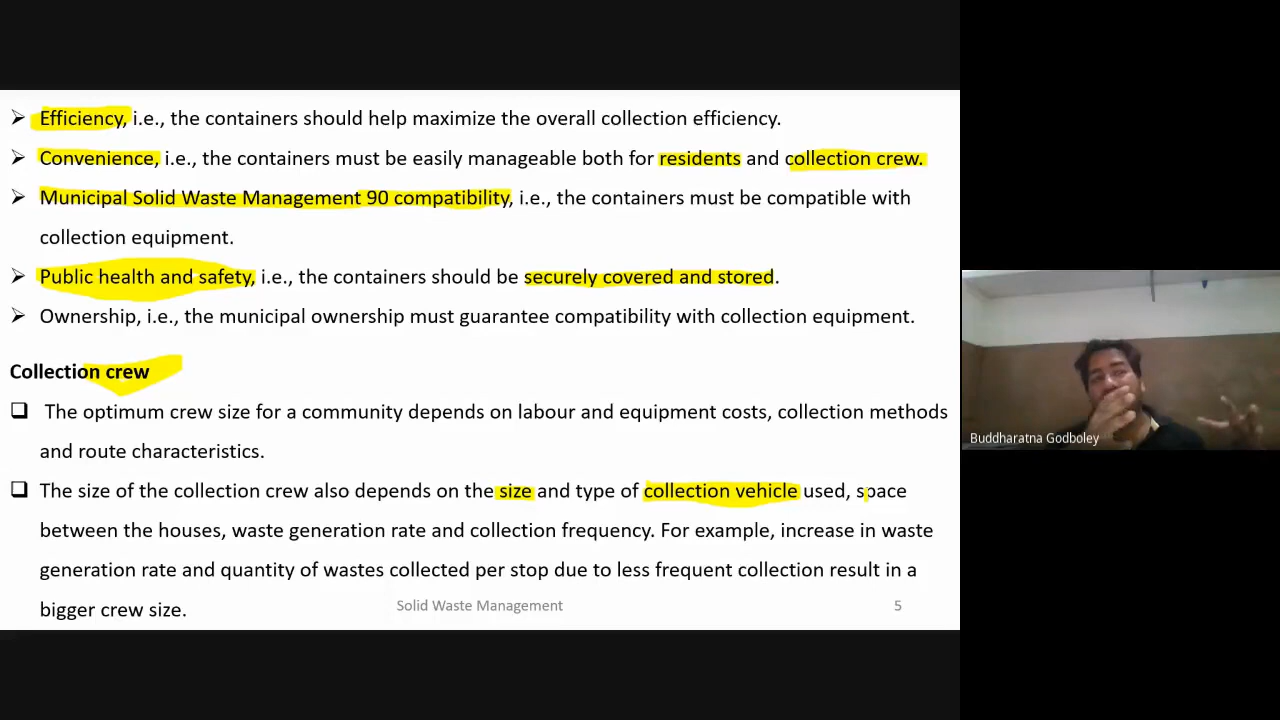 Efficiency, i.e., the containers should help maximize the overall collection efficiency.
Convenience, i.e., the containers must be easily manageable both for residents and collection crew.
Municipal Solid Waste Management 90 compatibility, i.e., the containers must be compatible with
collection equipment.
Public health and safety, i.e., the containers should be securely covered and stored.
Ownership, i.e., the municipal ownership must guarantee compatibility with collection equipment.
Collection crew
The optimum crew size for a community depends on labour and equipment costs, collection methods
and route characteristics.
The size of the collection crew also depends on the size and type of collection vehicle used, space
between the houses, waste generation rate and collection frequency. For example, increase in waste
generation rate and quantity of wastes collected per stop due to less frequent collection result in a
bigger crew size.
Solid Waste Management 5
Buddharatna Godboley